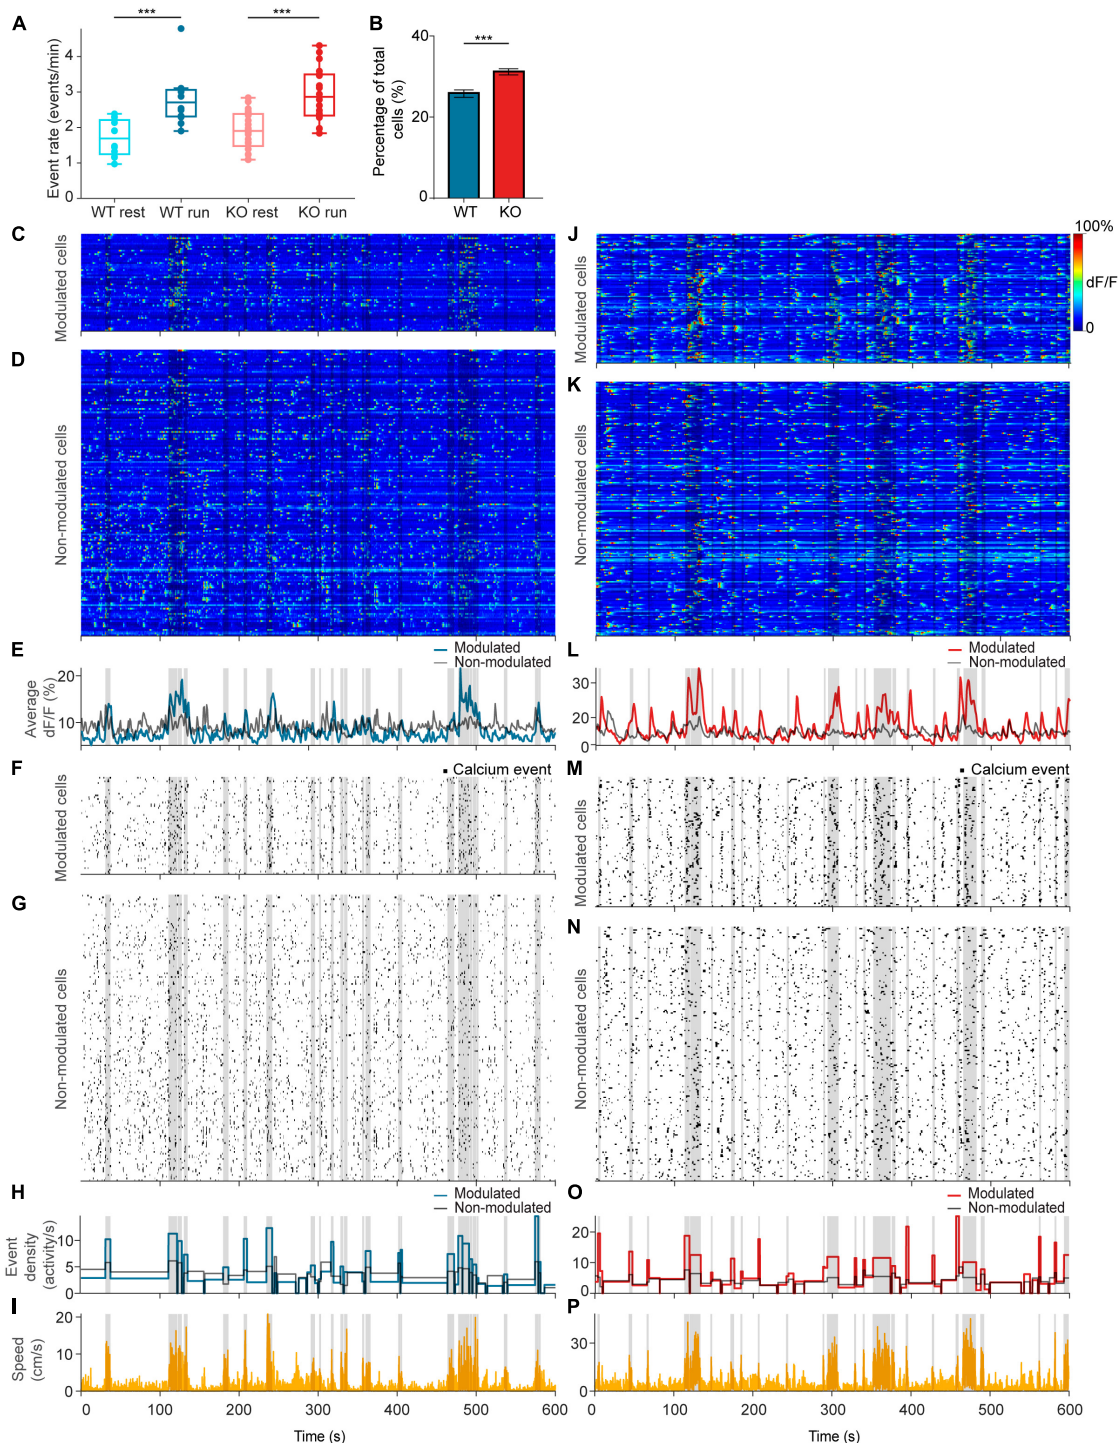 A
***
***
Event rate (events/min)
4
3
2
1
0
WT rest
WT run
KO rest
KO run
B
***
Percentage of total
cells (%)
40
20
0
WT
KO
C
Modulated cells
D
Non-modulated cells
E
Modulated
Non-modulated
Average
dF/F (%)
20
10
F
Calcium event
Modulated cells
G
Non-modulated cells
H
Modulated
Non-modulated
Event
density
(activity/s)
10
5
0
I
Speed
(cm/s)
20
10
0
0 100 200 300 400 500 600
Time (s)
J
Modulated cells
100%
dF/F
0
K
Non-modulated cells
L
Modulated
Non-modulated
30
20
0
M
Calcium event
Modulated cells
N
Non-modulated cells
O
Modulated
Non-modulated
20
10
0
P
30
0
0 100 200 300 400 500 600
Time (s)